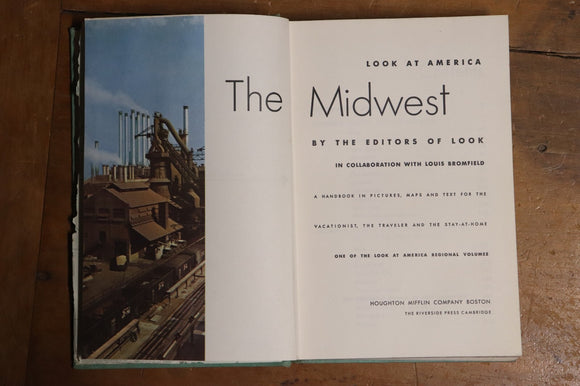 LOOK AT AMERICA
The Midwest
BY THE EDITORS OF LOOK
IN COLLABORATION WITH LOUIS BROMFIELD
A HANDBOOK IN PICTURES, MAPS AND TEXT FOR THE
VACATIONIST, THE TRAVELER AND THE STAY-AT-HOME
ONE OF THE LOOK AT AMERICA REGIONAL VOLUMES
HOUGHTON MIFFLIN COMPANY BOSTON
THE RIVERSIDE PRESS CAMBRIDGE